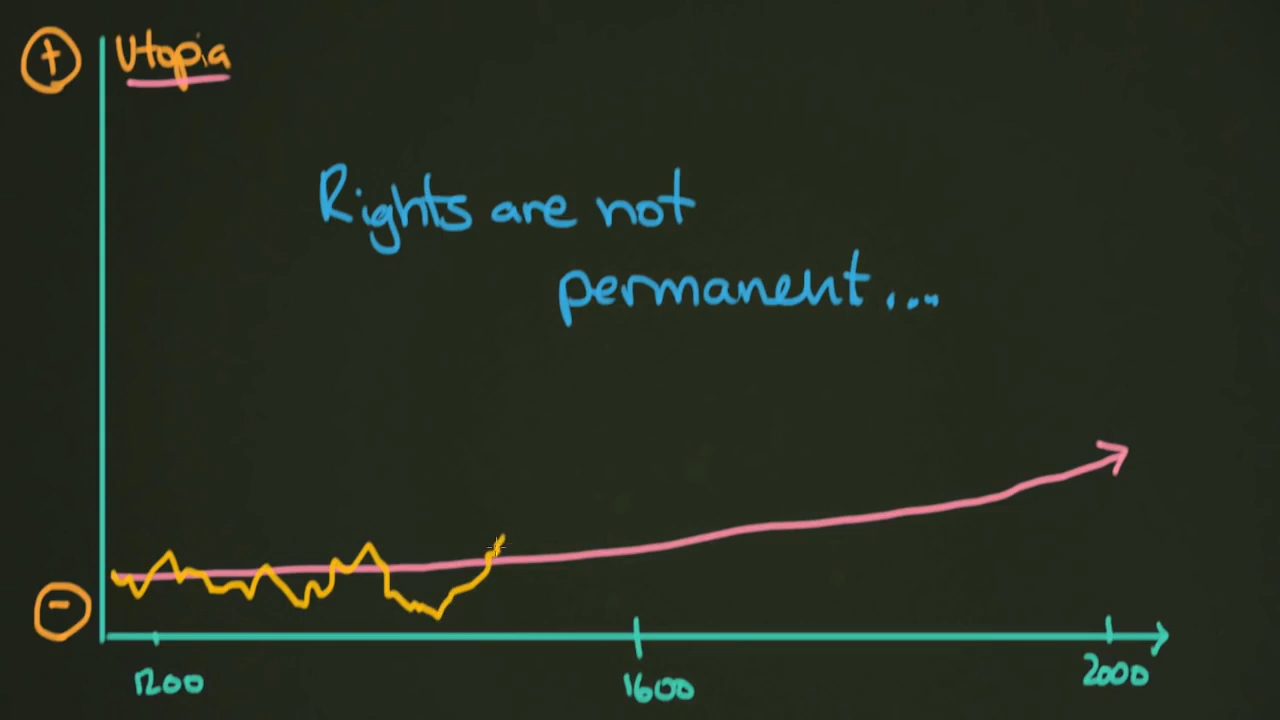 + Utopia
Rights are not
permanent...
-
1200 1600 2000